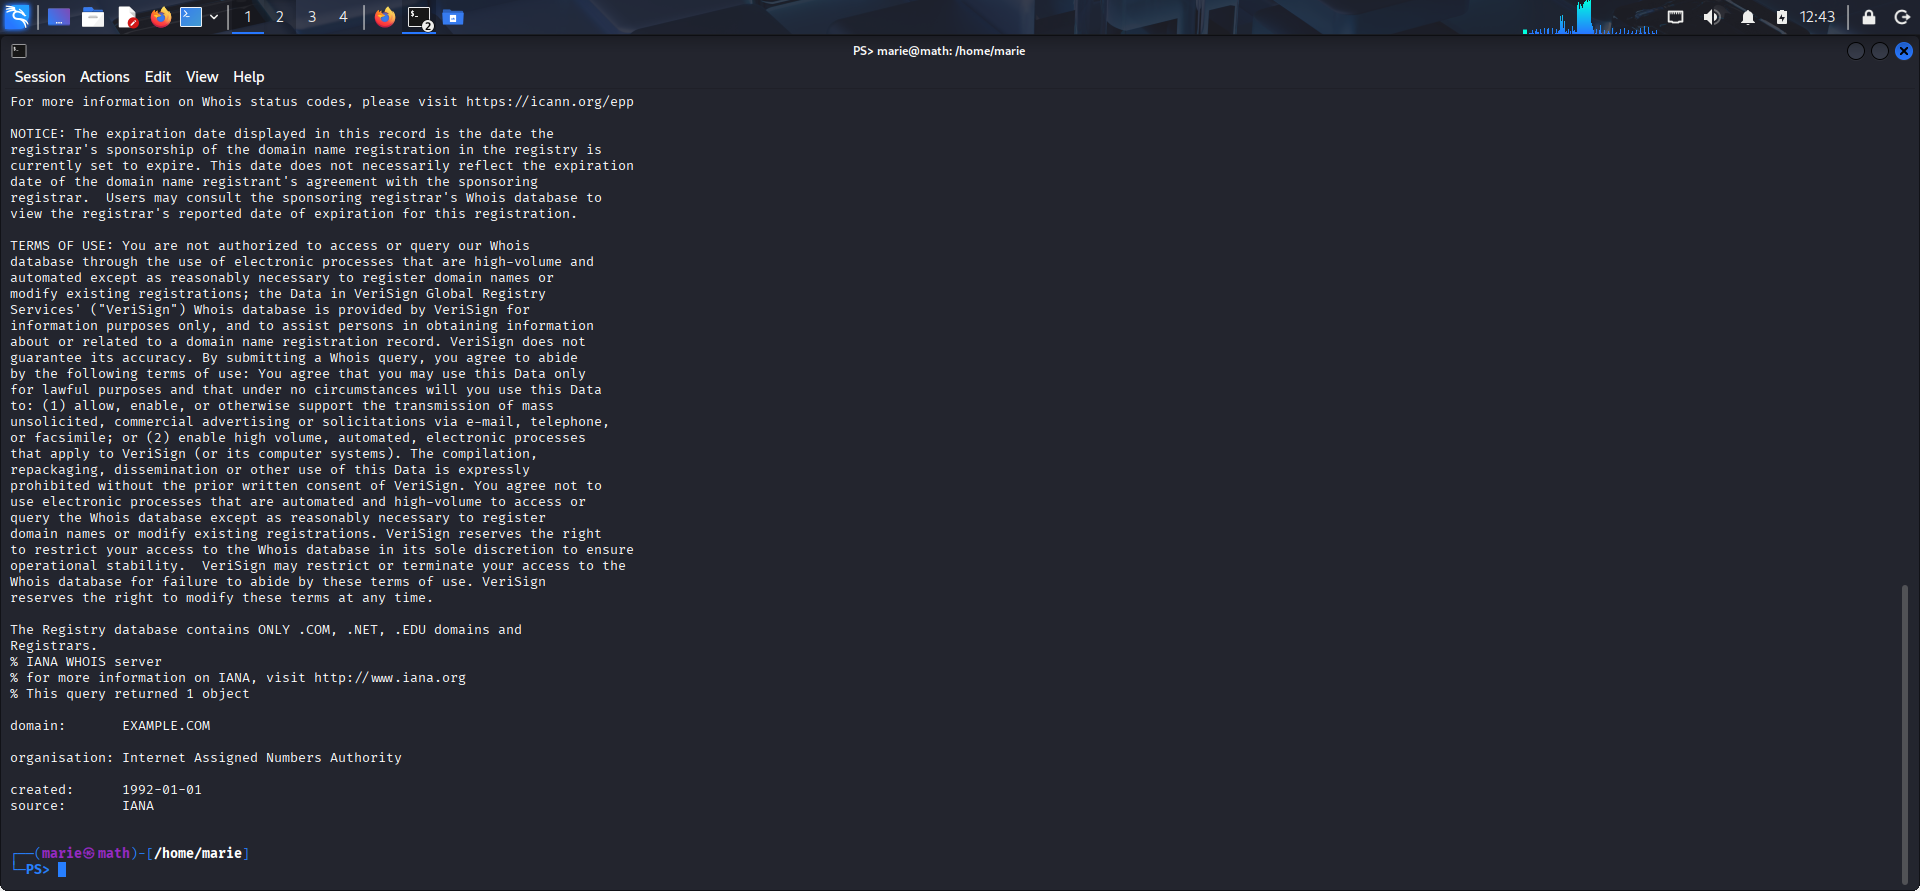 1 2 3 4 2 12:43
PS> marie@math: /home/marie
Session Actions Edit View Help
For more information on Whois status codes, please visit https://icann.org/epp
NOTICE: The expiration date displayed in this record is the date the
registrar's sponsorship of the domain name registration in the registry is
currently set to expire. This date does not necessarily reflect the expiration
date of the domain name registrant's agreement with the sponsoring
registrar.  Users may consult the sponsoring registrar's Whois database to
view the registrar's reported date of expiration for this registration.
TERMS OF USE: You are not authorized to access or query our Whois
database through the use of electronic processes that are high-volume and
automated except as reasonably necessary to register domain names or
modify existing registrations; the Data in VeriSign Global Registry
Services' ("VeriSign") Whois database is provided by VeriSign for
information purposes only, and to assist persons in obtaining information
about or related to a domain name registration record. VeriSign does not
guarantee its accuracy. By submitting a Whois query, you agree to abide
by the following terms of use: You agree that you may use this Data only
for lawful purposes and that under no circumstances will you use this Data
to: (1) allow, enable, or otherwise support the transmission of mass
unsolicited, commercial advertising or solicitations via e-mail, telephone,
or facsimile; or (2) enable high volume, automated, electronic processes
that apply to VeriSign (or its computer systems). The compilation,
repackaging, dissemination or other use of this Data is expressly
prohibited without the prior written consent of VeriSign. You agree not to
use electronic processes that are automated and high-volume to access or
query the Whois database except as reasonably necessary to register
domain names or modify existing registrations. VeriSign reserves the right
to restrict your access to the Whois database in its sole discretion to ensure
operational stability.  VeriSign may restrict or terminate your access to the
Whois database for failure to abide by these terms of use. VeriSign
reserves the right to modify these terms at any time.
The Registry database contains ONLY .COM, .NET, .EDU domains and
Registrars.
% IANA WHOIS server
% for more information on IANA, visit http://www.iana.org
% This query returned 1 object
domain:       EXAMPLE.COM
organisation: Internet Assigned Numbers Authority
created:      1992-01-01
source:       IANA
┌──(marie㉿math)-[/home/marie]
└─PS>